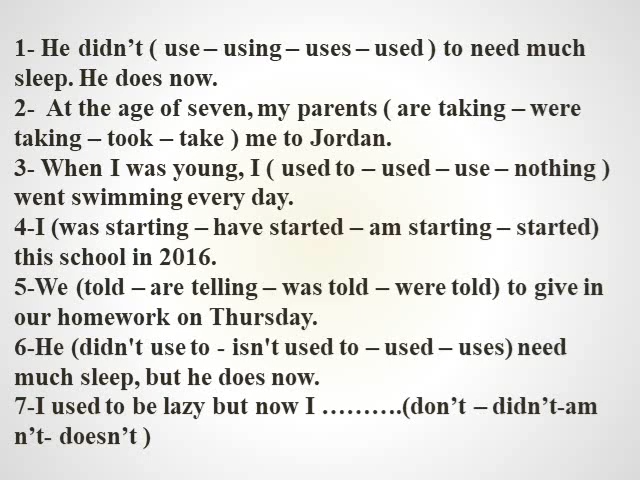 1- He didn’t ( use – using – uses – used ) to need much
sleep. He does now.
2-  At the age of seven, my parents ( are taking – were
taking – took – take ) me to Jordan.
3- When I was young, I ( used to – used – use – nothing )
went swimming every day.
4-I (was starting – have started – am starting – started)
this school in 2016.
5-We (told – are telling – was told – were told) to give in
our homework on Thursday.
6-He (didn't use to - isn't used to – used – uses) need
much sleep, but he does now.
7-I used to be lazy but now I ……….(don’t – didn’t-am
n’t- doesn’t )